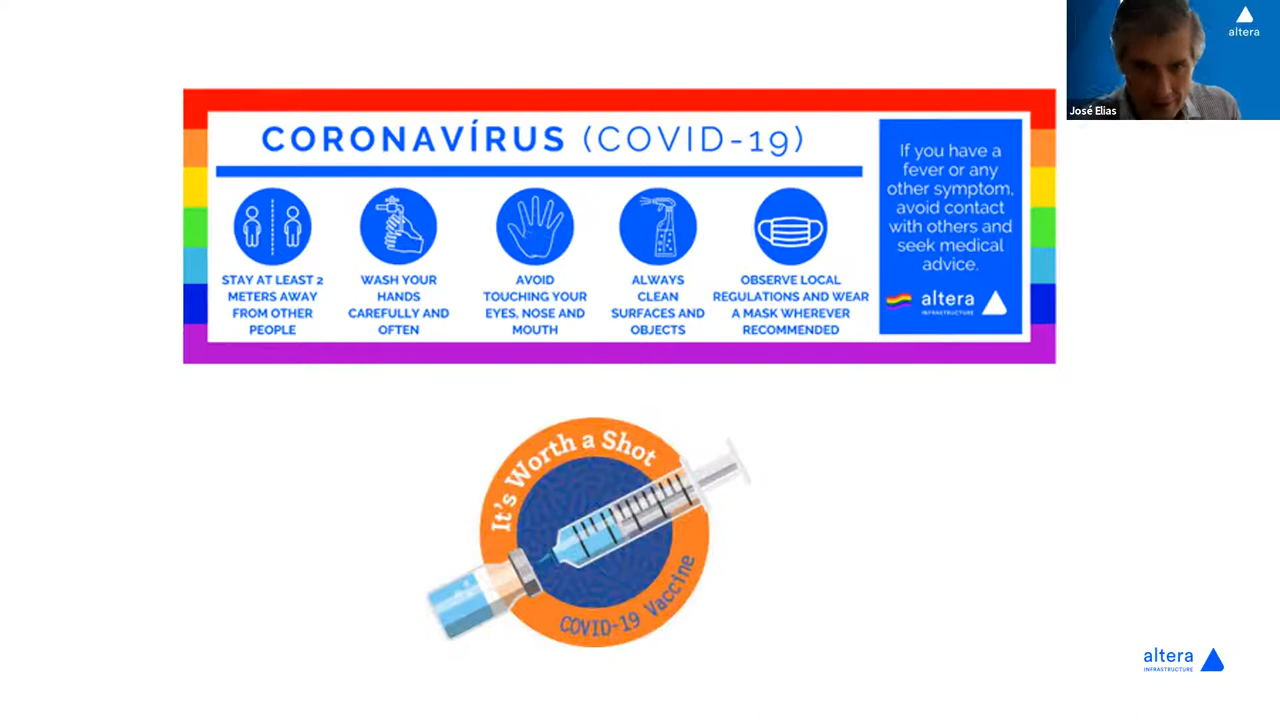 altera
José Elias
CORONAVÍRUS (COVID-19)
STAY AT LEAST 2
METERS AWAY
FROM OTHER
PEOPLE
WASH YOUR
HANDS
CAREFULLY AND
OFTEN
AVOID
TOUCHING YOUR
EYES, NOSE AND
MOUTH
ALWAYS
CLEAN
SURFACES AND
OBJECTS
OBSERVE LOCAL
REGULATIONS AND WEAR
A MASK WHEREVER
RECOMMENDED
If you have a
fever or any
other symptom,
avoid contact
with others and
seek medical
advice.
altera
INFRASTRUCTURE
It's Worth a Shot
COVID-19 Vaccine
altera
INFRASTRUCTURE